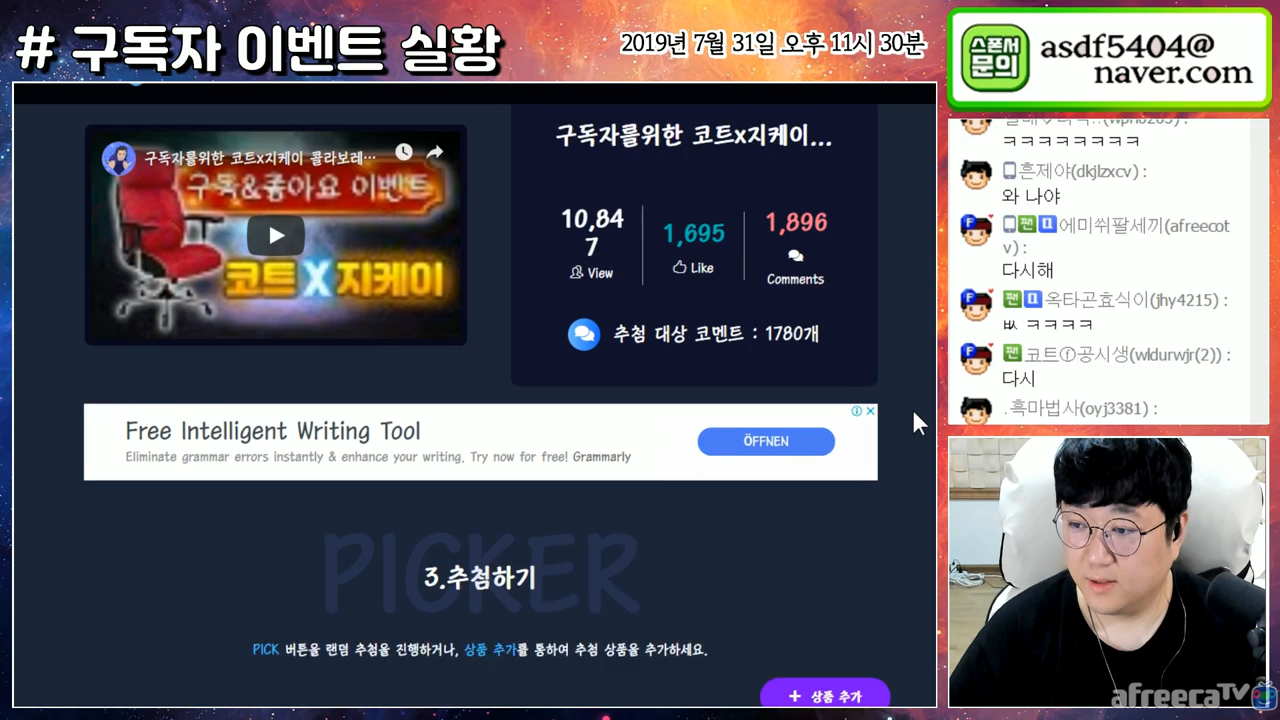 # 구독자 이벤트 실황
2019년 7월 31일 오후 11시 30분
스폰서
문의
asdf5404@
naver.com
구독자를위한 코트x지케이 콜라보레...
구독&좋아요 이벤트
코트X지케이
구독자를위한 코트x지케이...
10,84
7
View
1,695
Like
1,896
Comments
추첨 대상 코멘트 : 1780개
Free Intelligent Writing Tool
Eliminate grammar errors instantly & enhance your writing. Try now for free! Grammarly
ÖFFNEN
PICKER
3.추첨하기
PICK 버튼을 랜덤 추첨을 진행하거나, 상품 추가를 통하여 추첨 상품을 추가하세요.
+ 상품 추가
ㅋㅋㅋㅋㅋㅋㅋㅋ
흔제야(dkjlzxcv) :
와 나야
팬 에미쒸팔세끼(afreecot
v) :
다시해
팬 옥타곤효식이(jhy4215) :
ㅋㅋㅋㅋ
팬 코트ⓕ공시생(wldurwjr(2)) :
다시
.흑마법사(oyj3381) :
afreecaTV